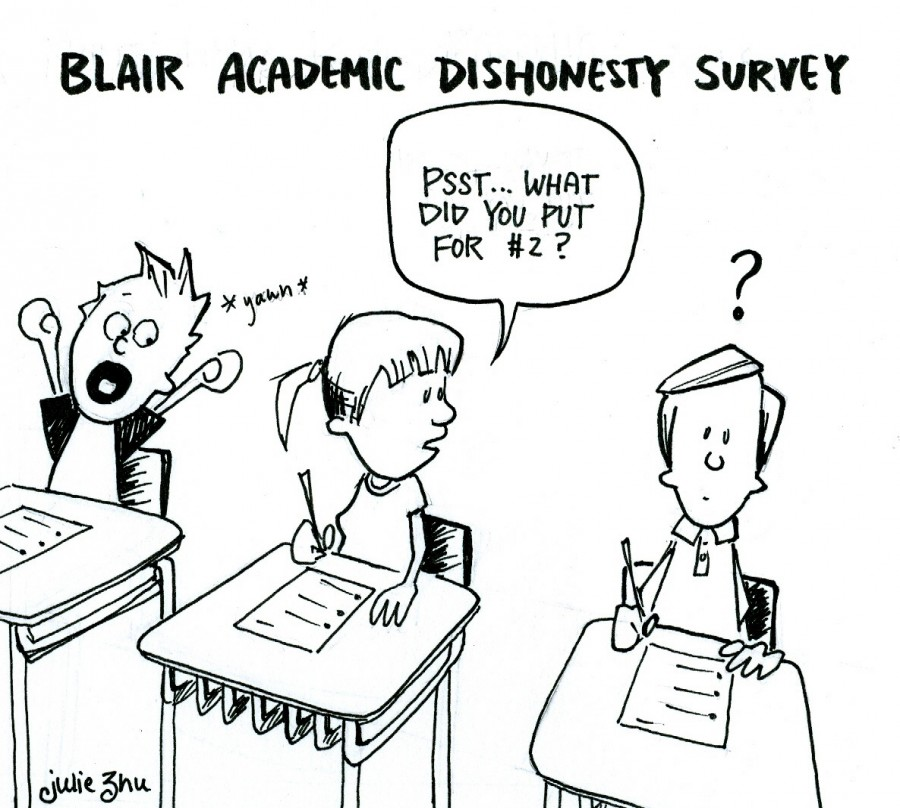 BLAIR ACADEMIC DISHONESTY SURVEY
PSST... WHAT
DID YOU PUT
FOR #2?
?
*yawn*
julie Zhu